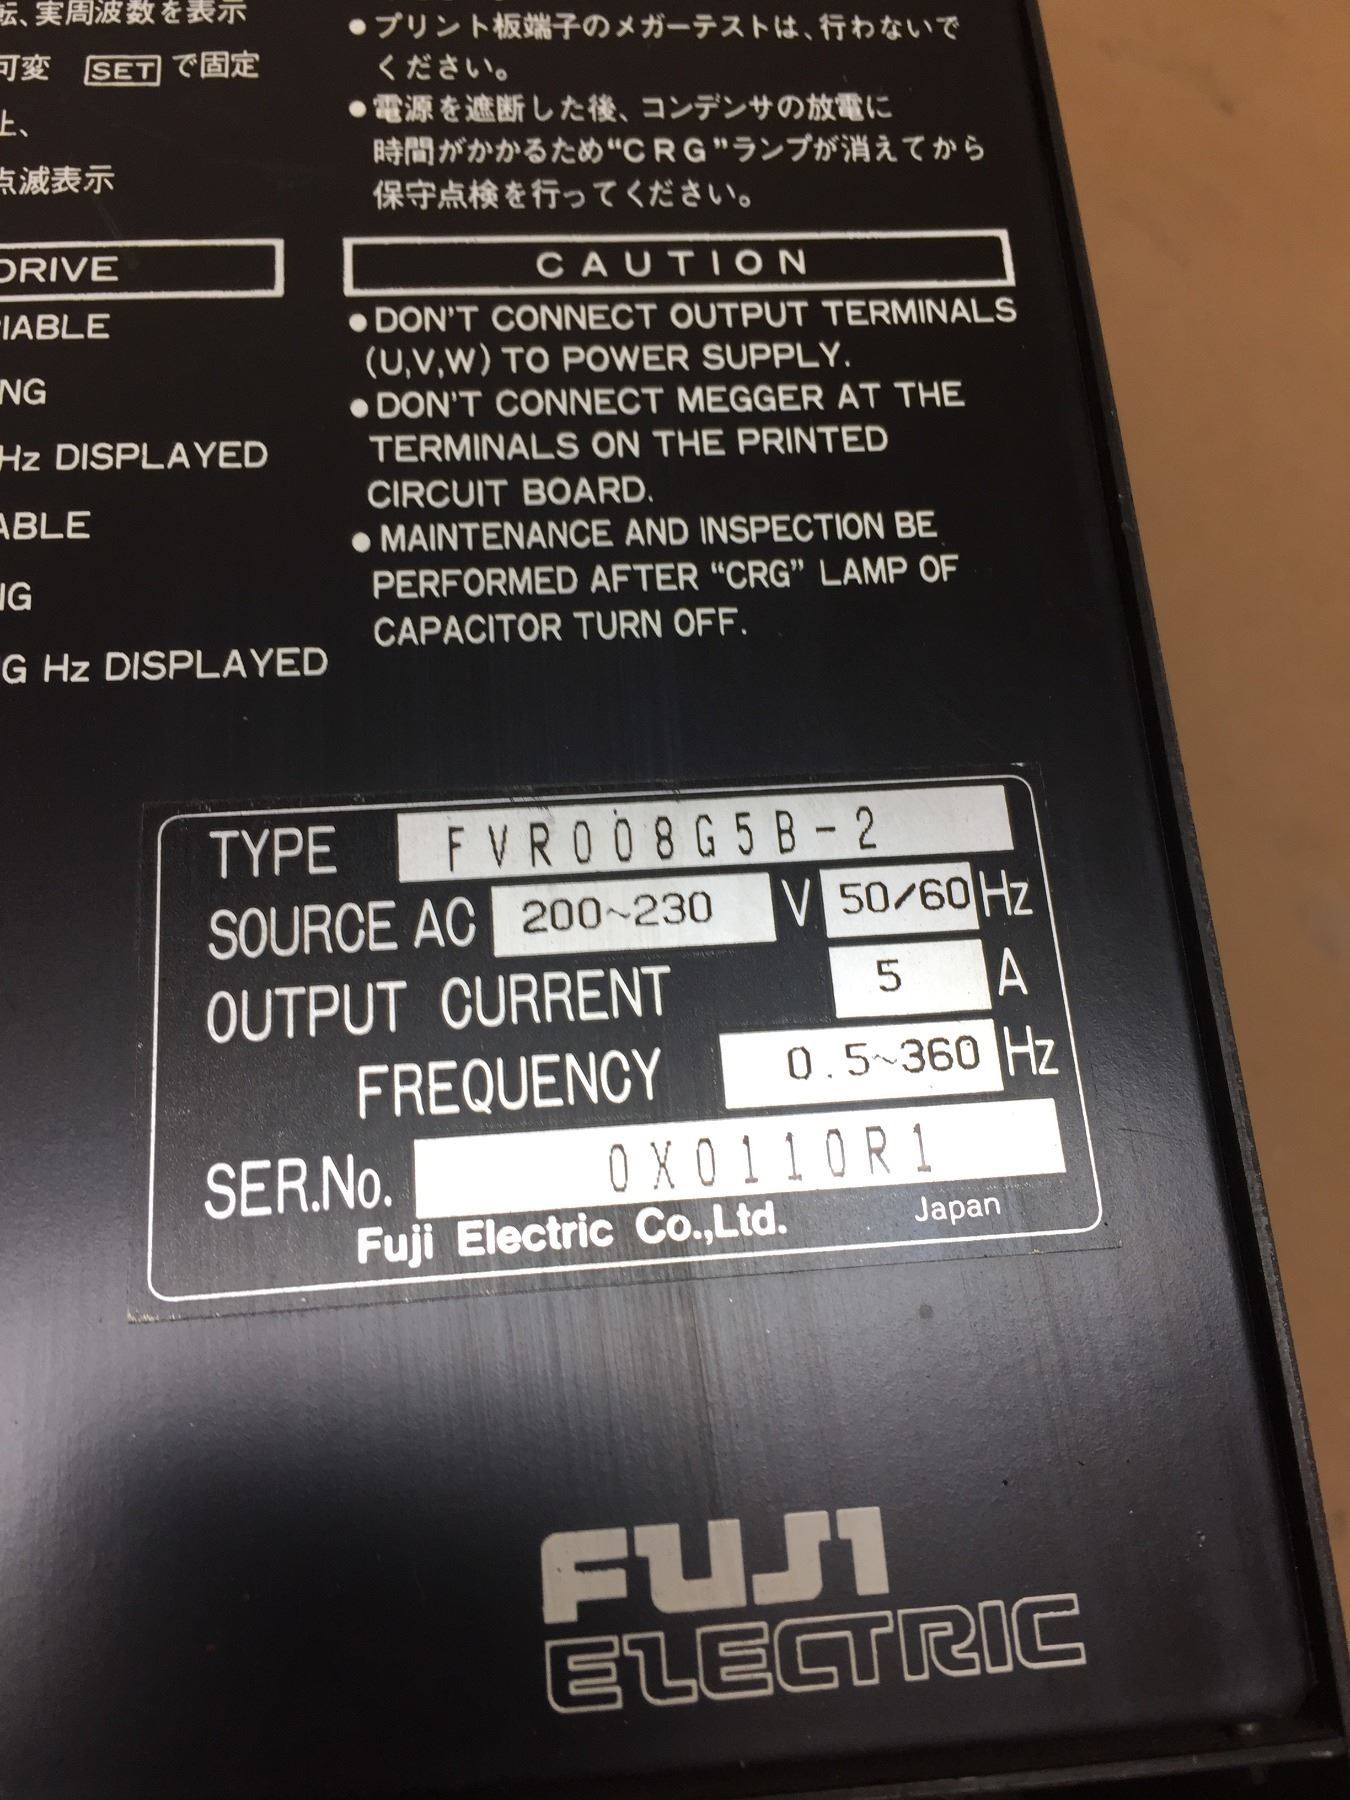 転、実周波数を表示
可変 SET で固定
点滅表示
DRIVE
IABLE
NG
Hz DISPLAYED
ABLE
G Hz DISPLAYED
●プリント板端子のメガーテストは、行わないで
ください。
●電源を遮断した後、コンデンサの放電に
時間がかかるため“CRG”ランプが消えてから
保守点検を行ってください。
CAUTION
●DON'T CONNECT OUTPUT TERMINALS
(U,V,W) TO POWER SUPPLY.
●DON'T CONNECT MEGGER AT THE
TERMINALS ON THE PRINTED
CIRCUIT BOARD.
●MAINTENANCE AND INSPECTION BE
PERFORMED AFTER “CRG” LAMP OF
CAPACITOR TURN OFF.
TYPE FVR008G5B-2
SOURCE AC 200~230 V 50/60 Hz
OUTPUT CURRENT 5 A
FREQUENCY 0.5~360 Hz
SER.No. 0X0110R1
Fuji Electric Co.,Ltd. Japan
FUJI
ELECTRIC